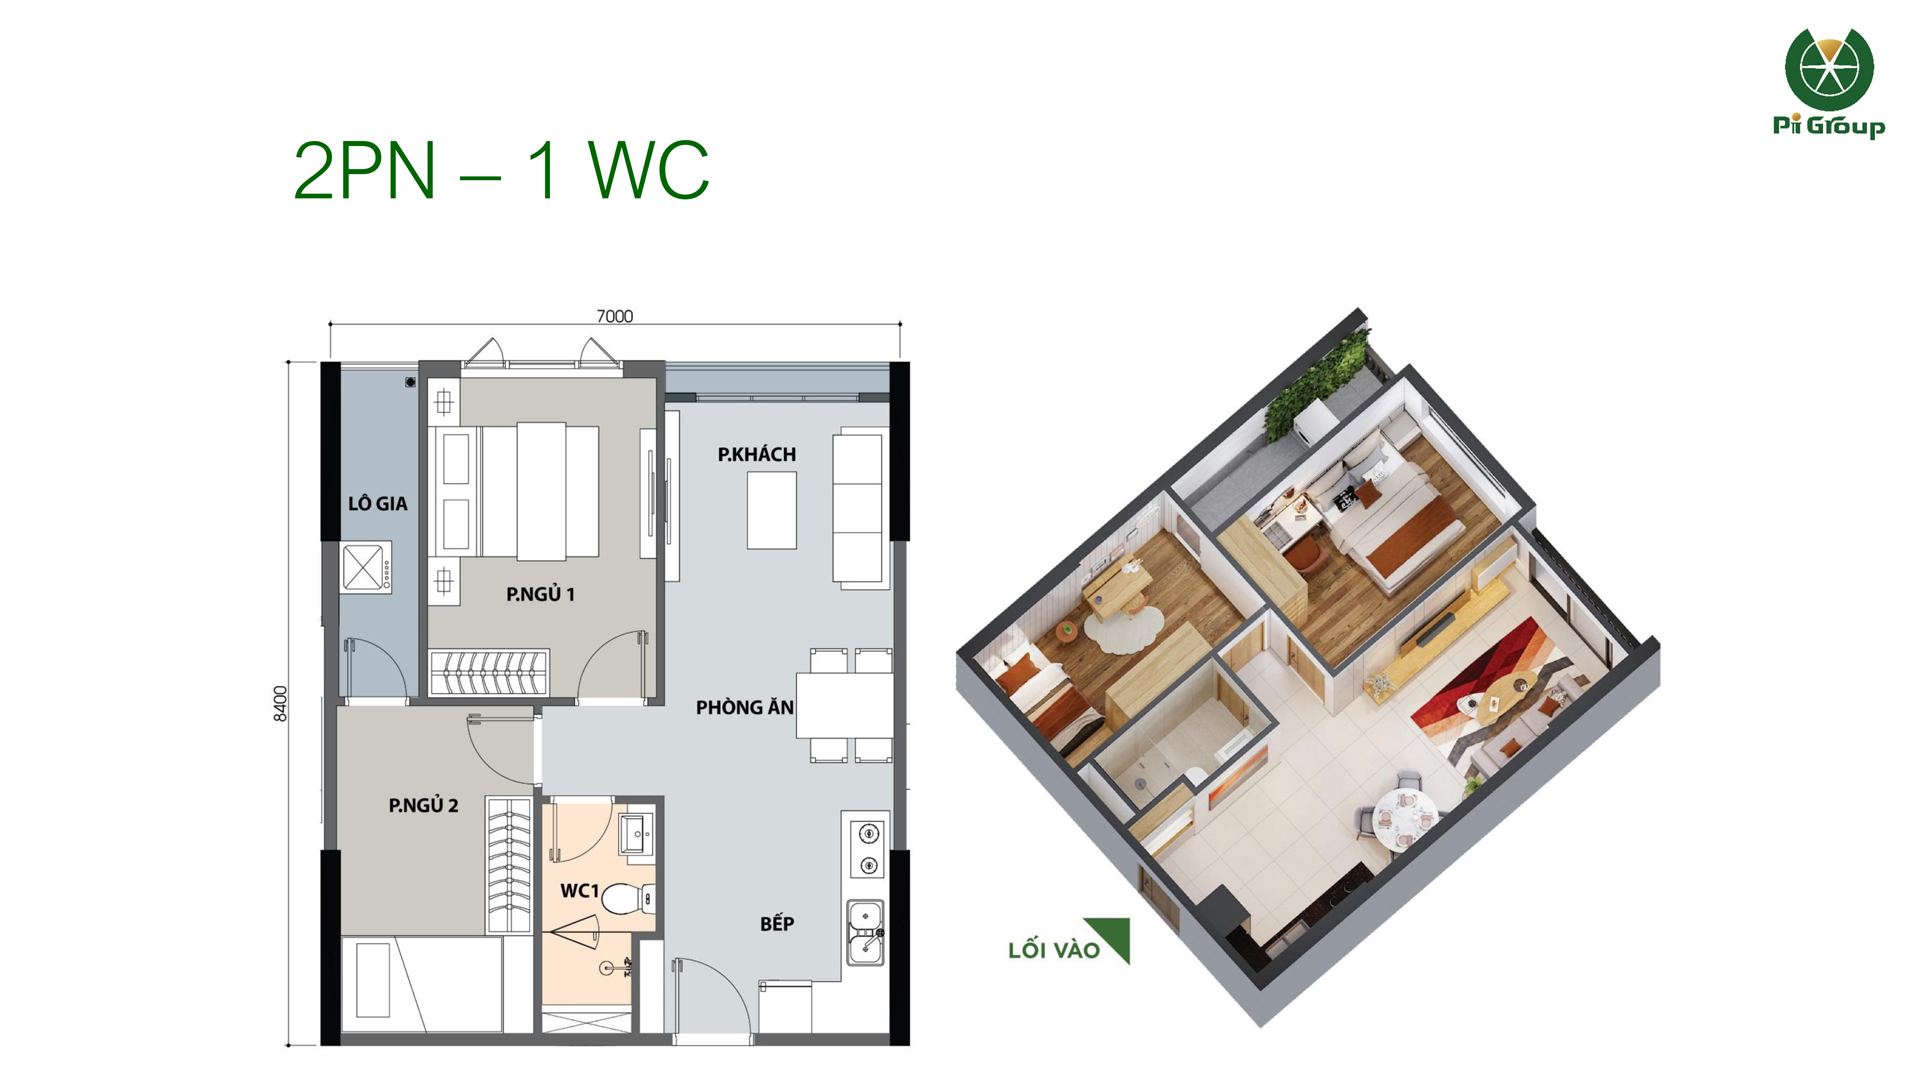 Pi Group
2PN – 1 WC
7000
8400
P.KHÁCH
LÔ GIA
P.NGỦ 1
PHÒNG ĂN
P.NGỦ 2
WC1
BẾP
LỐI VÀO